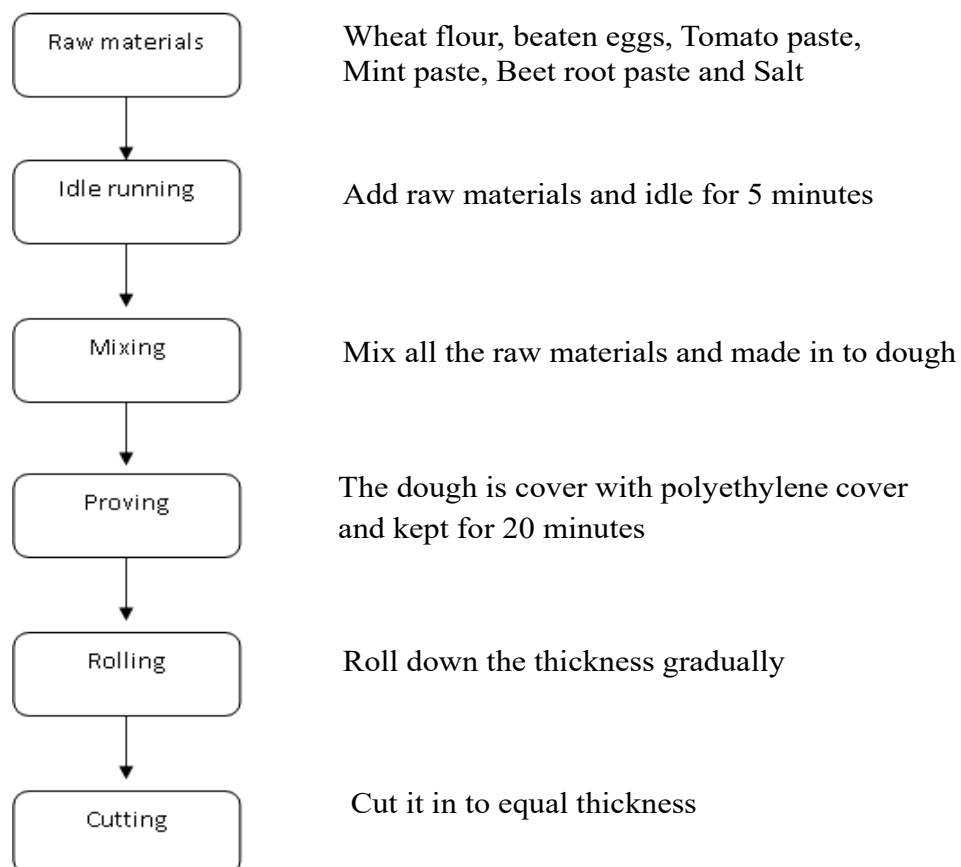 Raw materials
Wheat flour, beaten eggs, Tomato paste,
Mint paste, Beet root paste and Salt
Idle running
Add raw materials and idle for 5 minutes
Mixing
Mix all the raw materials and made in to dough
Proving
The dough is cover with polyethylene cover
and kept for 20 minutes
Rolling
Roll down the thickness gradually
Cutting
Cut it in to equal thickness